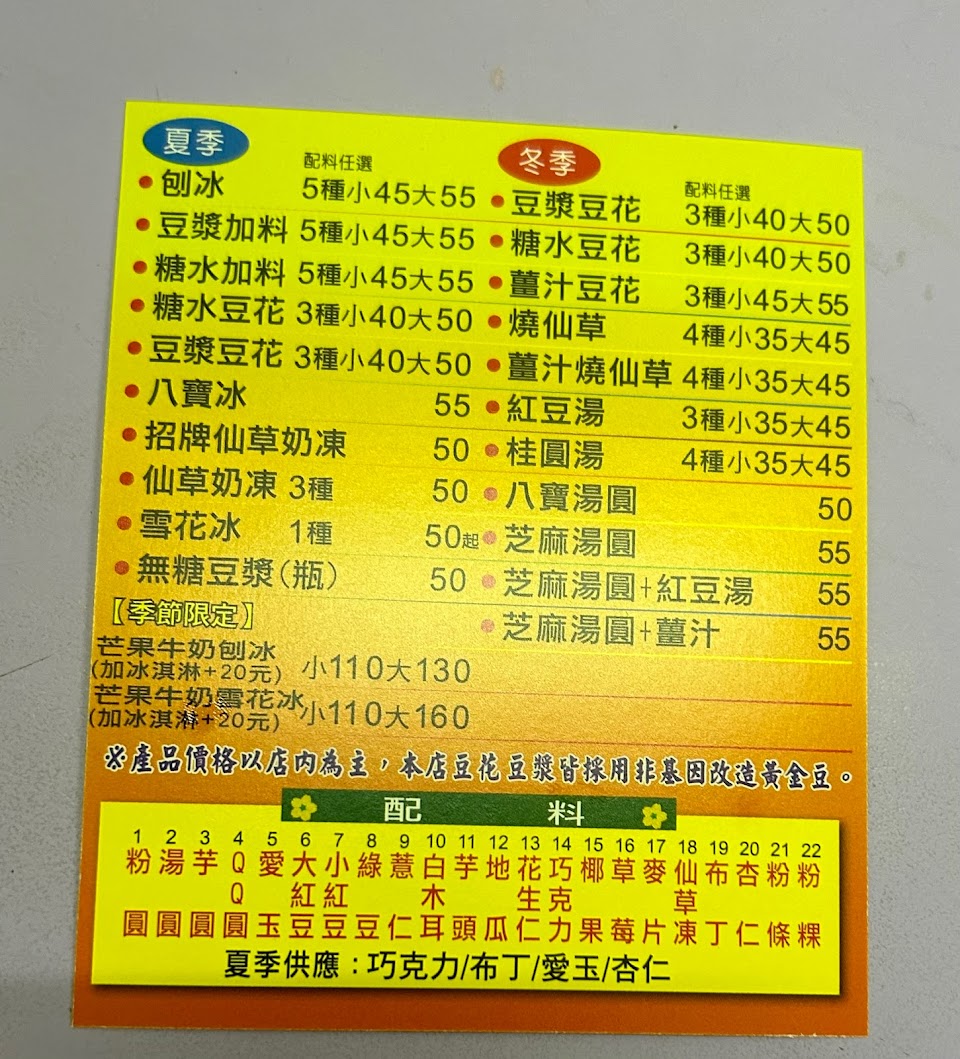 夏季
配料任選
刨冰 5種小45大55
豆漿加料 5種小45大55
糖水加料 5種小45大55
糖水豆花 3種小40大50
豆漿豆花 3種小40大50
八寶冰 55
招牌仙草奶凍 50
仙草奶凍 3種 50
雪花冰 1種 50起
無糖豆漿(瓶) 50
【季節限定】
芒果牛奶刨冰
(加冰淇淋+20元) 小110大130
芒果牛奶雪花冰
(加冰淇淋+20元) 小110大160
冬季
配料任選
豆漿豆花 3種小40大50
糖水豆花 3種小40大50
薑汁豆花 3種小45大55
燒仙草 4種小35大45
薑汁燒仙草 4種小35大45
紅豆湯 3種小35大45
桂圓湯 4種小35大45
八寶湯圓 50
芝麻湯圓 55
芝麻湯圓+紅豆湯 55
芝麻湯圓+薑汁 55
※產品價格以店內為主，本店豆花豆漿皆採用非基因改造黃金豆。
配料
1 粉圓
2 湯圓
3 芋圓
4 QQ圓
5 愛玉
6 大紅豆
7 小紅豆
8 綠豆
9 薏仁
10 白木耳
11 芋頭
12 地瓜
13 花生仁
14 巧克力
15 椰果
16 草莓
17 麥片
18 仙草凍
19 布丁
20 杏仁
21 粉條
22 粉粿
夏季供應：巧克力/布丁/愛玉/杏仁